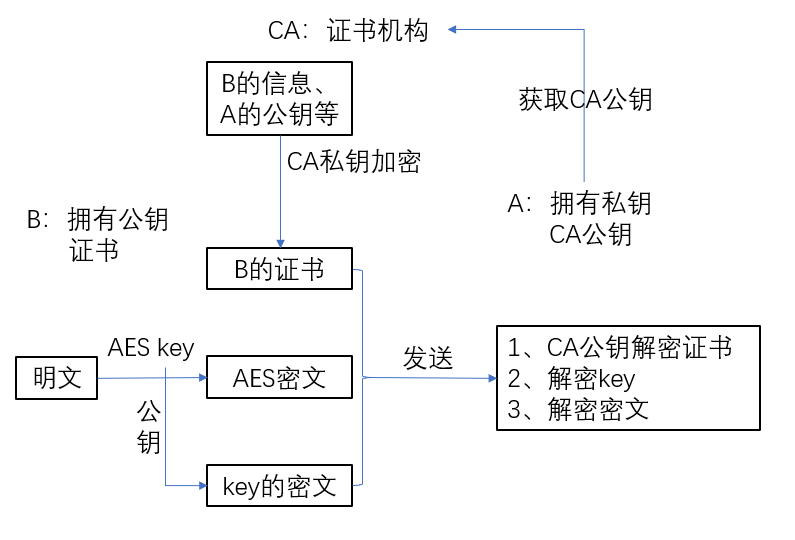 CA：证书机构
B的信息、
A的公钥等
获取CA公钥
CA私钥加密
B：拥有公钥
证书
A：拥有私钥
CA公钥
B的证书
AES key
明文
AES密文
发送
1、CA公钥解密证书
2、解密key
3、解密密文
公
钥
key的密文